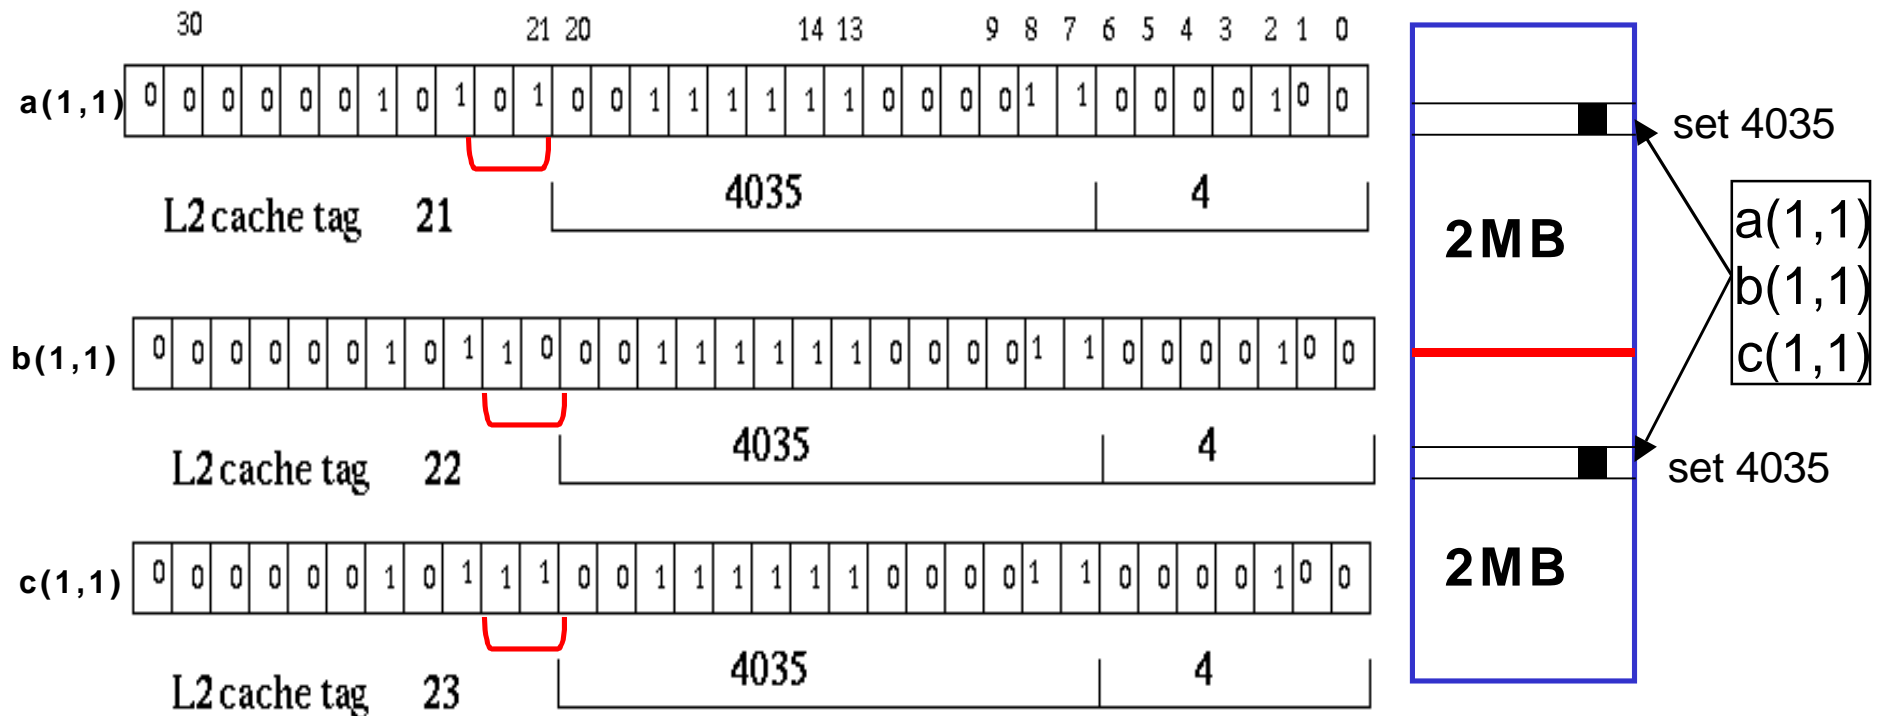 30 21 20 14 13 9 8 7 6 5 4 3 2 1 0
a(1,1) 0 0 0 0 0 0 1 0 1 0 1 0 0 1 1 1 1 1 1 0 0 0 0 1 1 0 0 0 0 1 0 0
4035 4
L2 cache tag 21
b(1,1) 0 0 0 0 0 0 1 0 1 1 0 0 0 1 1 1 1 1 1 0 0 0 0 1 1 0 0 0 0 1 0 0
4035 4
L2 cache tag 22
c(1,1) 0 0 0 0 0 0 1 0 1 1 1 0 0 1 1 1 1 1 1 0 0 0 0 1 1 0 0 0 0 1 0 0
4035 4
L2 cache tag 23
set 4035
2MB
a(1,1)
b(1,1)
c(1,1)
set 4035
2MB